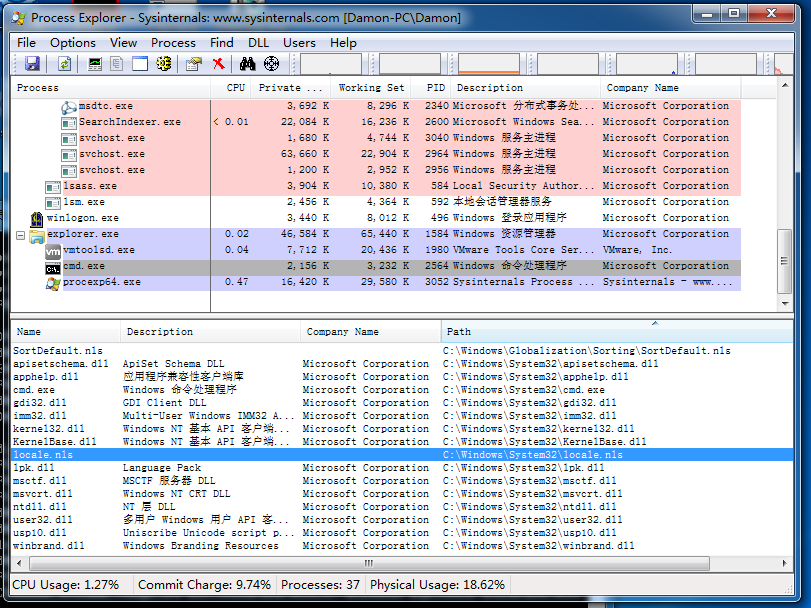 Process Explorer - Sysinternals: www.sysinternals.com [Damon-PC\Damon]
File Options View Process Find DLL Users Help
Process CPU Private ... Working Set PID Description Company Name
msdtc.exe 3,692 K 8,296 K 2340 Microsoft 分布式事务处... Microsoft Corporation
SearchIndexer.exe < 0.01 22,084 K 16,236 K 2600 Microsoft Windows Sea... Microsoft Corporation
svchost.exe 1,680 K 4,744 K 3040 Windows 服务主进程 Microsoft Corporation
svchost.exe 63,660 K 22,904 K 2964 Windows 服务主进程 Microsoft Corporation
svchost.exe 1,200 K 2,952 K 2956 Windows 服务主进程 Microsoft Corporation
lsass.exe 3,904 K 10,380 K 584 Local Security Author... Microsoft Corporation
lsm.exe 2,456 K 4,364 K 592 本地会话管理器服务 Microsoft Corporation
winlogon.exe 3,440 K 8,012 K 496 Windows 登录应用程序 Microsoft Corporation
explorer.exe 0.02 46,584 K 65,440 K 1584 Windows 资源管理器 Microsoft Corporation
vm vmtoolsd.exe 0.04 7,712 K 20,436 K 1980 VMware Tools Core Ser... VMware, Inc.
C:\. cmd.exe 2,156 K 3,232 K 2564 Windows 命令处理程序 Microsoft Corporation
procexp64.exe 0.47 16,420 K 29,580 K 3052 Sysinternals Process ... Sysinternals - www....
Name Description Company Name Path
SortDefault.nls C:\Windows\Globalization\Sorting\SortDefault.nls
apisetschema.dll ApiSet Schema DLL Microsoft Corporation C:\Windows\System32\apisetschema.dll
apphelp.dll 应用程序兼容性客户端库 Microsoft Corporation C:\Windows\System32\apphelp.dll
cmd.exe Windows 命令处理程序 Microsoft Corporation C:\Windows\System32\cmd.exe
gdi32.dll GDI Client DLL Microsoft Corporation C:\Windows\System32\gdi32.dll
imm32.dll Multi-User Windows IMM32 A... Microsoft Corporation C:\Windows\System32\imm32.dll
kernel32.dll Windows NT 基本 API 客户端... Microsoft Corporation C:\Windows\System32\kernel32.dll
KernelBase.dll Windows NT 基本 API 客户端... Microsoft Corporation C:\Windows\System32\KernelBase.dll
locale.nls C:\Windows\System32\locale.nls
lpk.dll Language Pack Microsoft Corporation C:\Windows\System32\lpk.dll
msctf.dll MSCTF 服务器 DLL Microsoft Corporation C:\Windows\System32\msctf.dll
msvcrt.dll Windows NT CRT DLL Microsoft Corporation C:\Windows\System32\msvcrt.dll
ntdll.dll NT 层 DLL Microsoft Corporation C:\Windows\System32\ntdll.dll
user32.dll 多用户 Windows 用户 API 客... Microsoft Corporation C:\Windows\System32\user32.dll
usp10.dll Uniscribe Unicode script p... Microsoft Corporation C:\Windows\System32\usp10.dll
winbrand.dll Windows Branding Resources Microsoft Corporation C:\Windows\System32\winbrand.dll
CPU Usage: 1.27% Commit Charge: 9.74% Processes: 37 Physical Usage: 18.62%